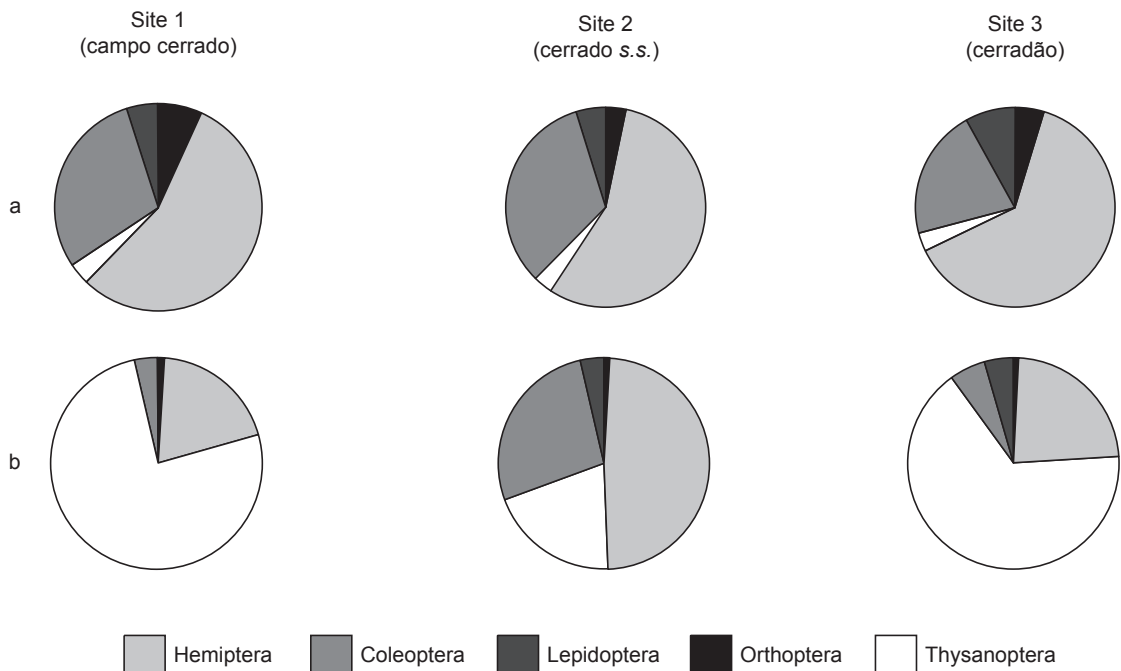 Site 1
(campo cerrado)
Site 2
(cerrado s.s.)
Site 3
(cerradão)
a
b
Hemiptera
Coleoptera
Lepidoptera
Orthoptera
Thysanoptera